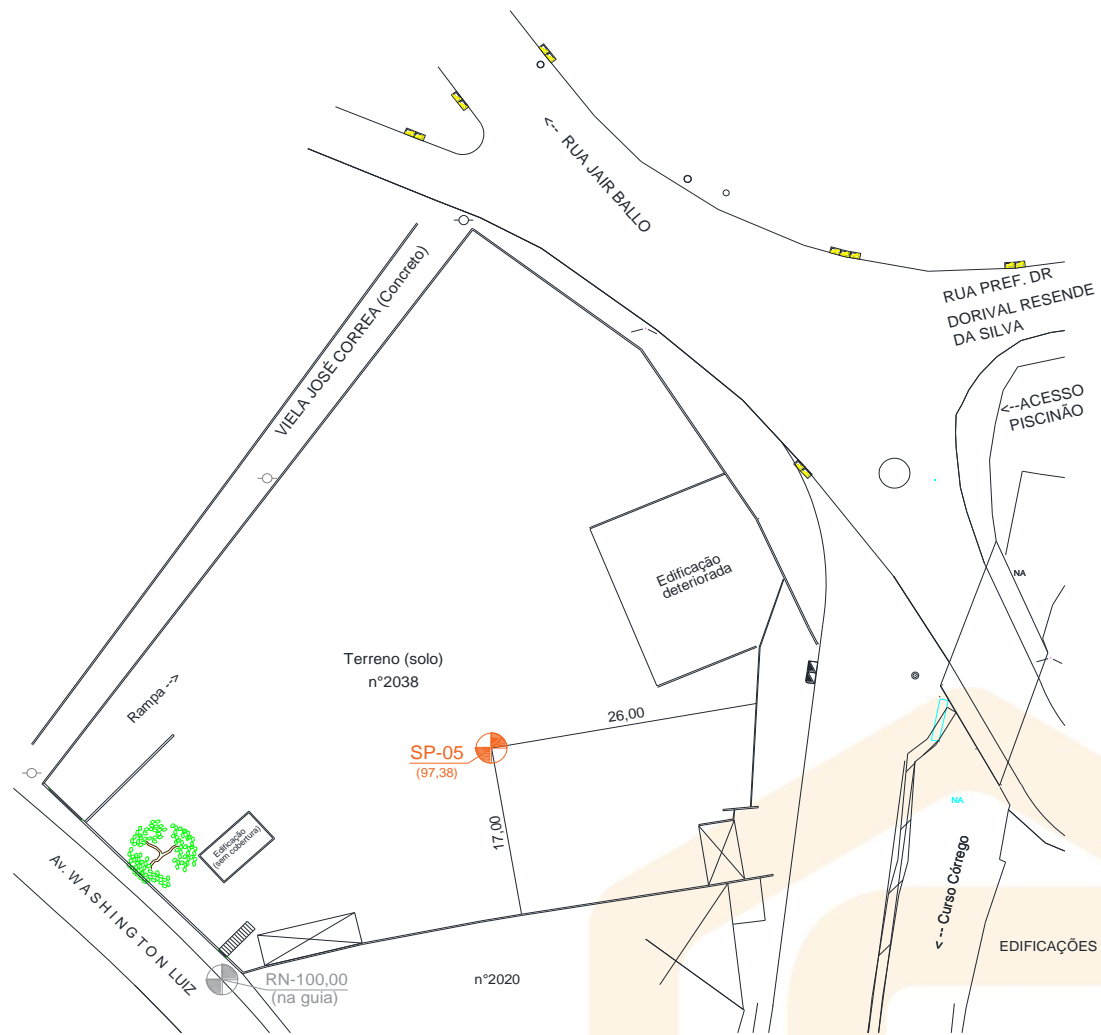 <-- RUA JAIR BALLO
RUA PREF. DR
DORIVAL RESENDE
DA SILVA
VIELA JOSÉ CORREA (Concreto)
<--ACESSO
PISCINÃO
Edificação
deteriorada
NA
Terreno (solo)
n°2038
Rampa -->
26,00
SP-05
(97,38)
17,00
NA
Edificação
(sem cobertura)
Av. WASHINGTON LUIZ
< -- Curso Córrego
EDIFICAÇÕES
RN-100,00
(na guia)
n°2020